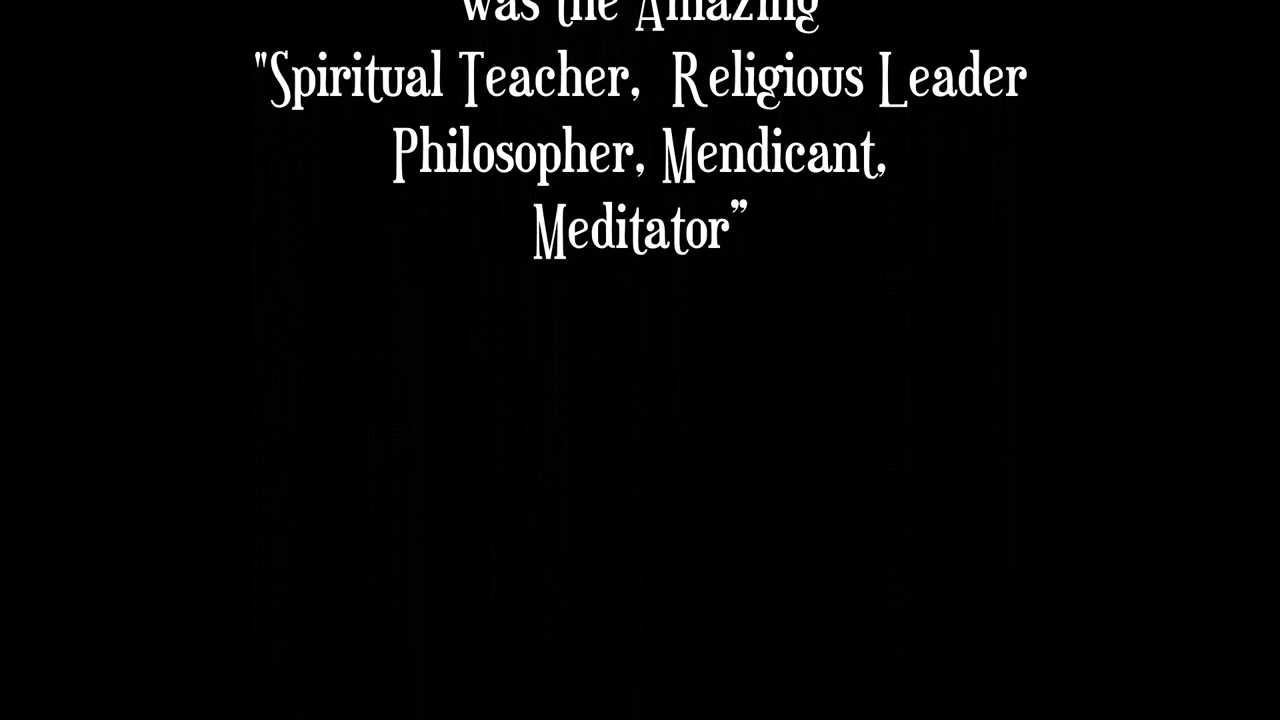 was the Amazing
"Spiritual Teacher,  Religious Leader
Philosopher, Mendicant,
Meditator”